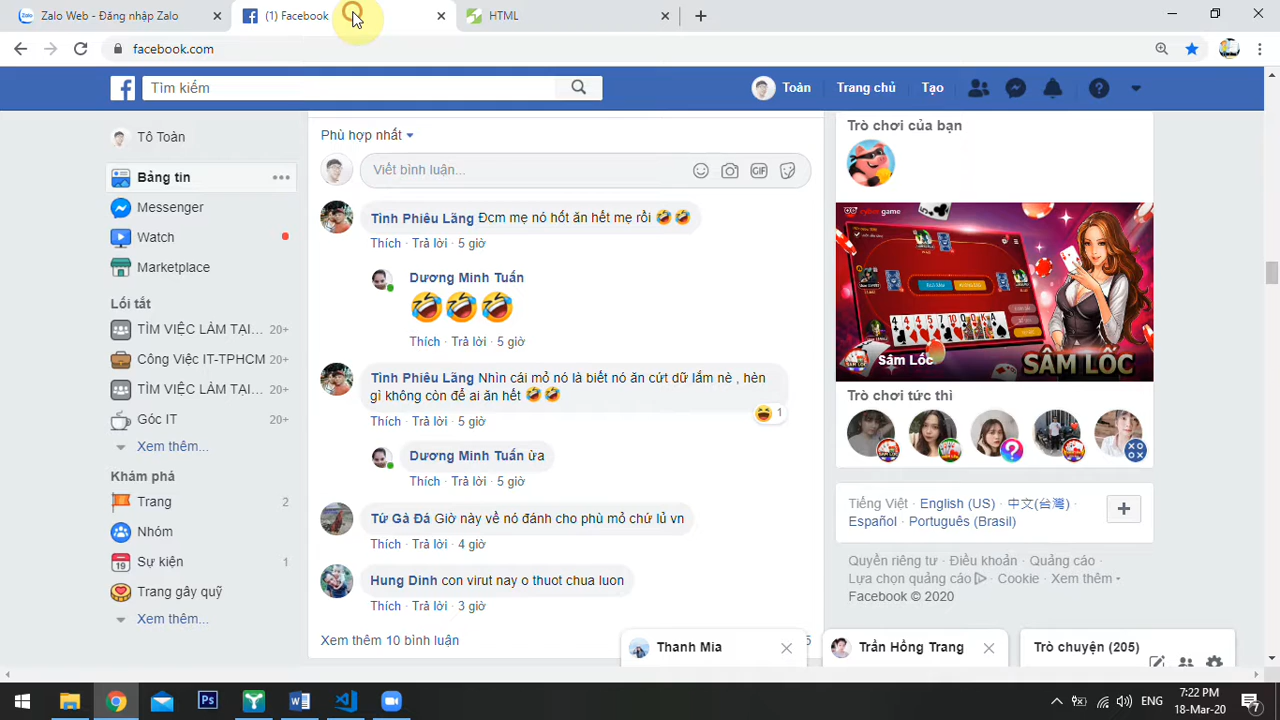 Zalo Web - Đăng nhập Zalo
(1) Facebook
HTML
facebook.com
Tìm kiếm
Toàn
Trang chủ
Tạo
Tô Toàn
Bảng tin
Messenger
Watch
Marketplace
Lối tắt
TÌM VIỆC LÀM TẠI... 20+
Công Việc IT-TPHCM 20+
TÌM VIỆC LÀM TẠI... 20+
Góc IT 20+
Xem thêm...
Khám phá
Trang 2
Nhóm
Sự kiện 1
Trang gây quỹ
Xem thêm...
Phù hợp nhất
Viết bình luận...
GIF
Tình Phiêu Lãng Đcm mẹ nó hốt ăn hết mẹ rồi 🤣🤣
Thích · Trả lời · 5 giờ
Dương Minh Tuấn
🤣🤣🤣
Thích · Trả lời · 5 giờ
Tình Phiêu Lãng Nhìn cái mỏ nó là biết nó ăn cứt dữ lắm nè , hèn
gì không còn để ai ăn hết 🤣🤣
1
Thích · Trả lời · 5 giờ
Dương Minh Tuấn ừa
Thích · Trả lời · 5 giờ
Tứ Gà Đá Giờ này về nó đánh cho phù mỏ chứ lủ vn
Thích · Trả lời · 4 giờ
Hung Dinh con virut nay o thuot chua luon
Thích · Trả lời · 3 giờ
Xem thêm 10 bình luận
Trò chơi của bạn
SÂM LỐC
Sâm Lốc
Trò chơi tức thì
Tiếng Việt · English (US) · 中文(台灣) ·
Español · Português (Brasil)
Quyền riêng tư · Điều khoản · Quảng cáo ·
Lựa chọn quảng cáo · Cookie · Xem thêm
Facebook © 2020
Thanh Mia
Trần Hồng Trang
Trò chuyện (205)
Ps
ENG
7:22 PM
18-Mar-20
7